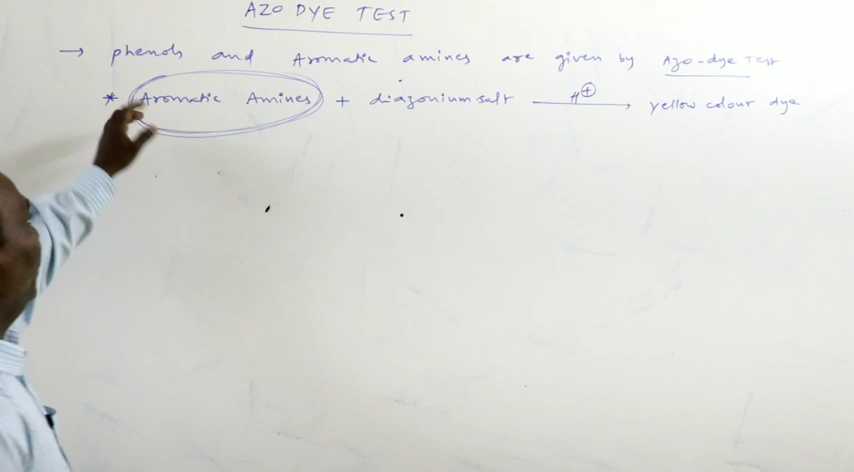 AZO DYE TEST
→ phenols and Aromatic amines are given by Azo-dye Test
* Aromatic Amines + diazonium salt —H⊕→ yellow colour dye